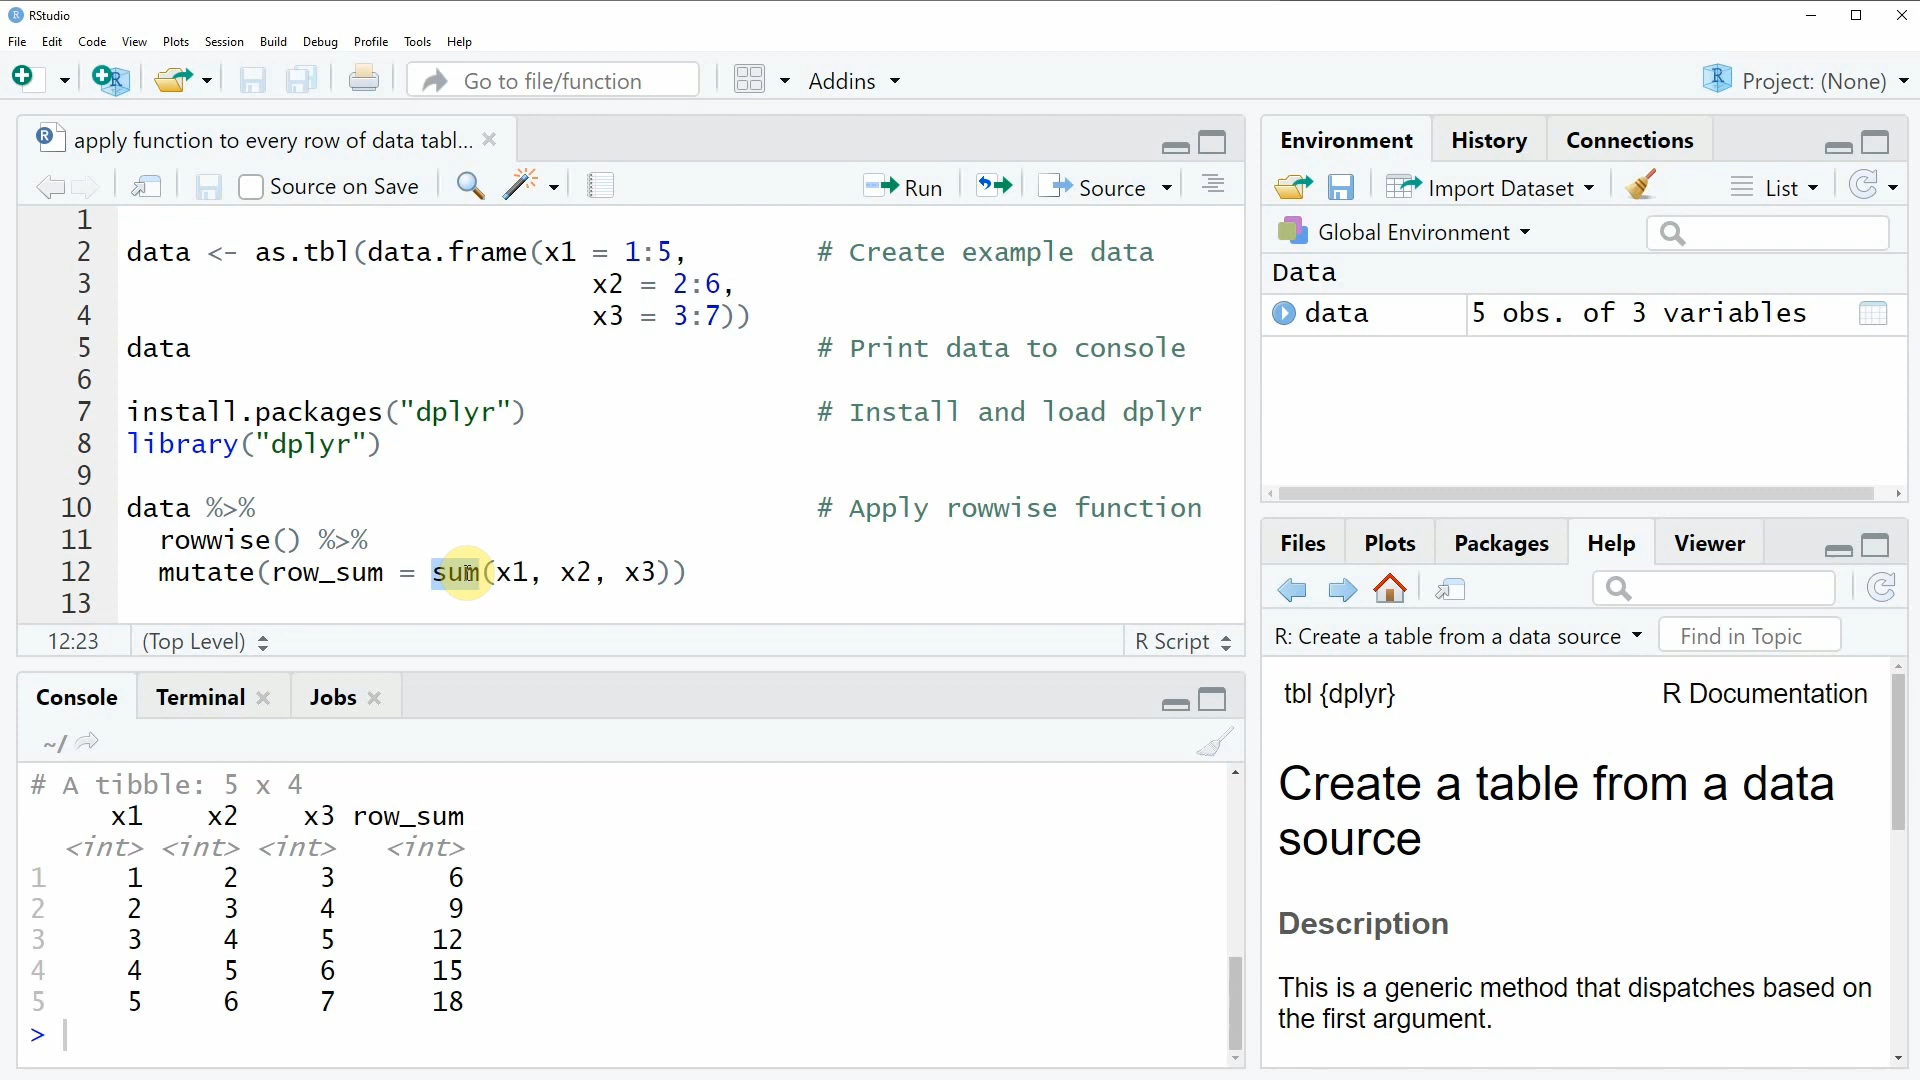 RStudio
File Edit Code View Plots Session Build Debug Profile Tools Help
Go to file/function Addins Project: (None)
apply function to every row of data tabl...
Source on Save Run Source
1
2 data <- as.tbl(data.frame(x1 = 1:5, # Create example data
3 x2 = 2:6,
4 x3 = 3:7))
5 data # Print data to console
6
7 install.packages("dplyr") # Install and load dplyr
8 library("dplyr")
9
10 data %>% # Apply rowwise function
11 rowwise() %>%
12 mutate(row_sum = sum(x1, x2, x3))
13
12:23 (Top Level) R Script
Console Terminal Jobs
~/
# A tibble: 5 x 4
x1 x2 x3 row_sum
<int> <int> <int> <int>
1 1 2 3 6
2 2 3 4 9
3 3 4 5 12
4 4 5 6 15
5 5 6 7 18
>
Environment History Connections
Import Dataset List
Global Environment
Data
data 5 obs. of 3 variables
Files Plots Packages Help Viewer
R: Create a table from a data source Find in Topic
tbl {dplyr} R Documentation
Create a table from a data
source
Description
This is a generic method that dispatches based on
the first argument.